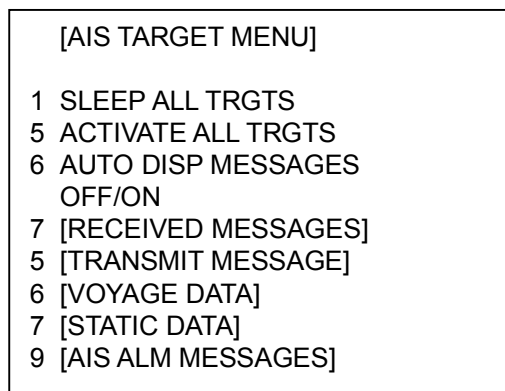 [AIS TARGET MENU]
1 SLEEP ALL TRGTS
5 ACTIVATE ALL TRGTS
6 AUTO DISP MESSAGES
OFF/ON
7 [RECEIVED MESSAGES]
5 [TRANSMIT MESSAGE]
6 [VOYAGE DATA]
7 [STATIC DATA]
9 [AIS ALM MESSAGES]